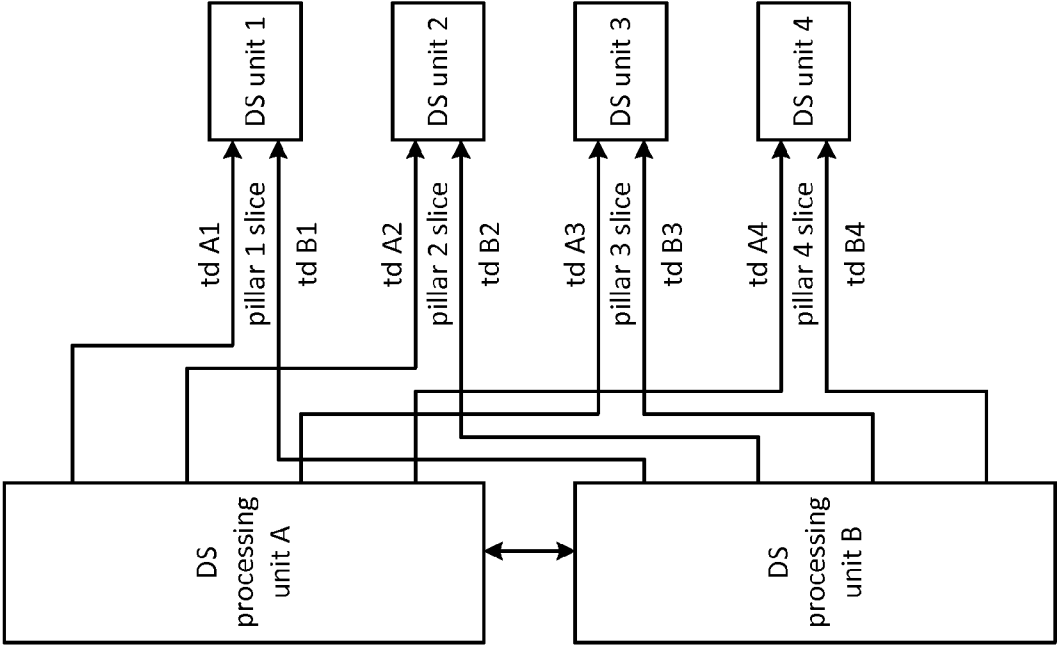 DS unit 1
DS unit 2
DS unit 3
DS unit 4
td A1
pillar 1 slice
td B1
td A2
pillar 2 slice
td B2
td A3
pillar 3 slice
td B3
td A4
pillar 4 slice
td B4
DS
processing
unit A
DS
processing
unit B